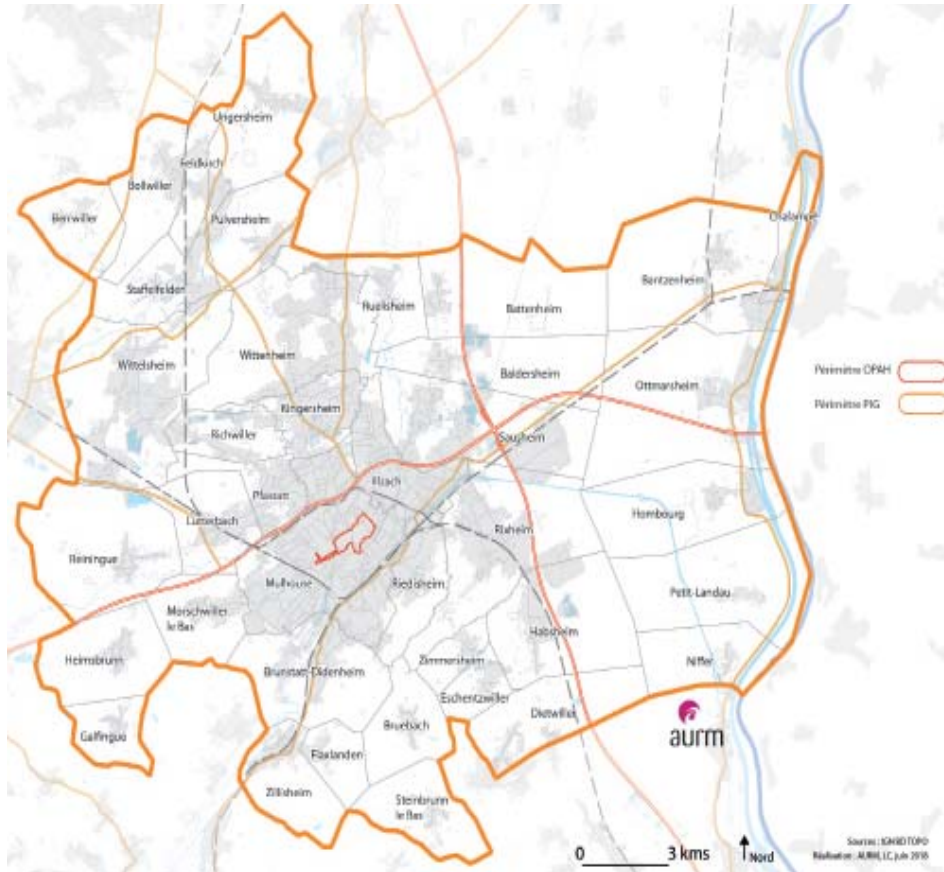 Ungersheim
Feldkirch
Bollwiller
Berrwiller
Pulversheim
Chalampé
Staffelfelden
Bantzenheim
Ruelisheim
Battenheim
Wittelsheim
Wittenheim
Baldersheim
Ottmarsheim
Périmètre OPAH
Périmètre PIG
Kingersheim
Richwiller
Sausheim
Pfastatt
Illzach
Lutterbach
Hombourg
Rixheim
Reiningue
Mulhouse
Riedisheim
Petit-Landau
Morschwiller
le Bas
Habsheim
Heimsbrunn
Zimmersheim
Niffer
Brunstatt-Didenheim
Eschentzwiller
Dietwiller
Bruebach
Galfingue
aurm
Flaxlanden
Zillisheim
Steinbrunn
le Bas
0 3 kms
Nord
Sources : IGN BD TOPO
Réalisation : AURM, LC, juin 2018